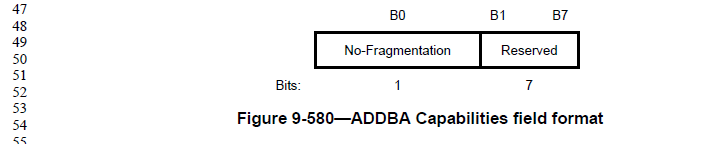 47
48
49
50
51
52
53
54
55
B0 B1 B7
No-Fragmentation Reserved
Bits: 1 7
Figure 9-580—ADDBA Capabilities field format